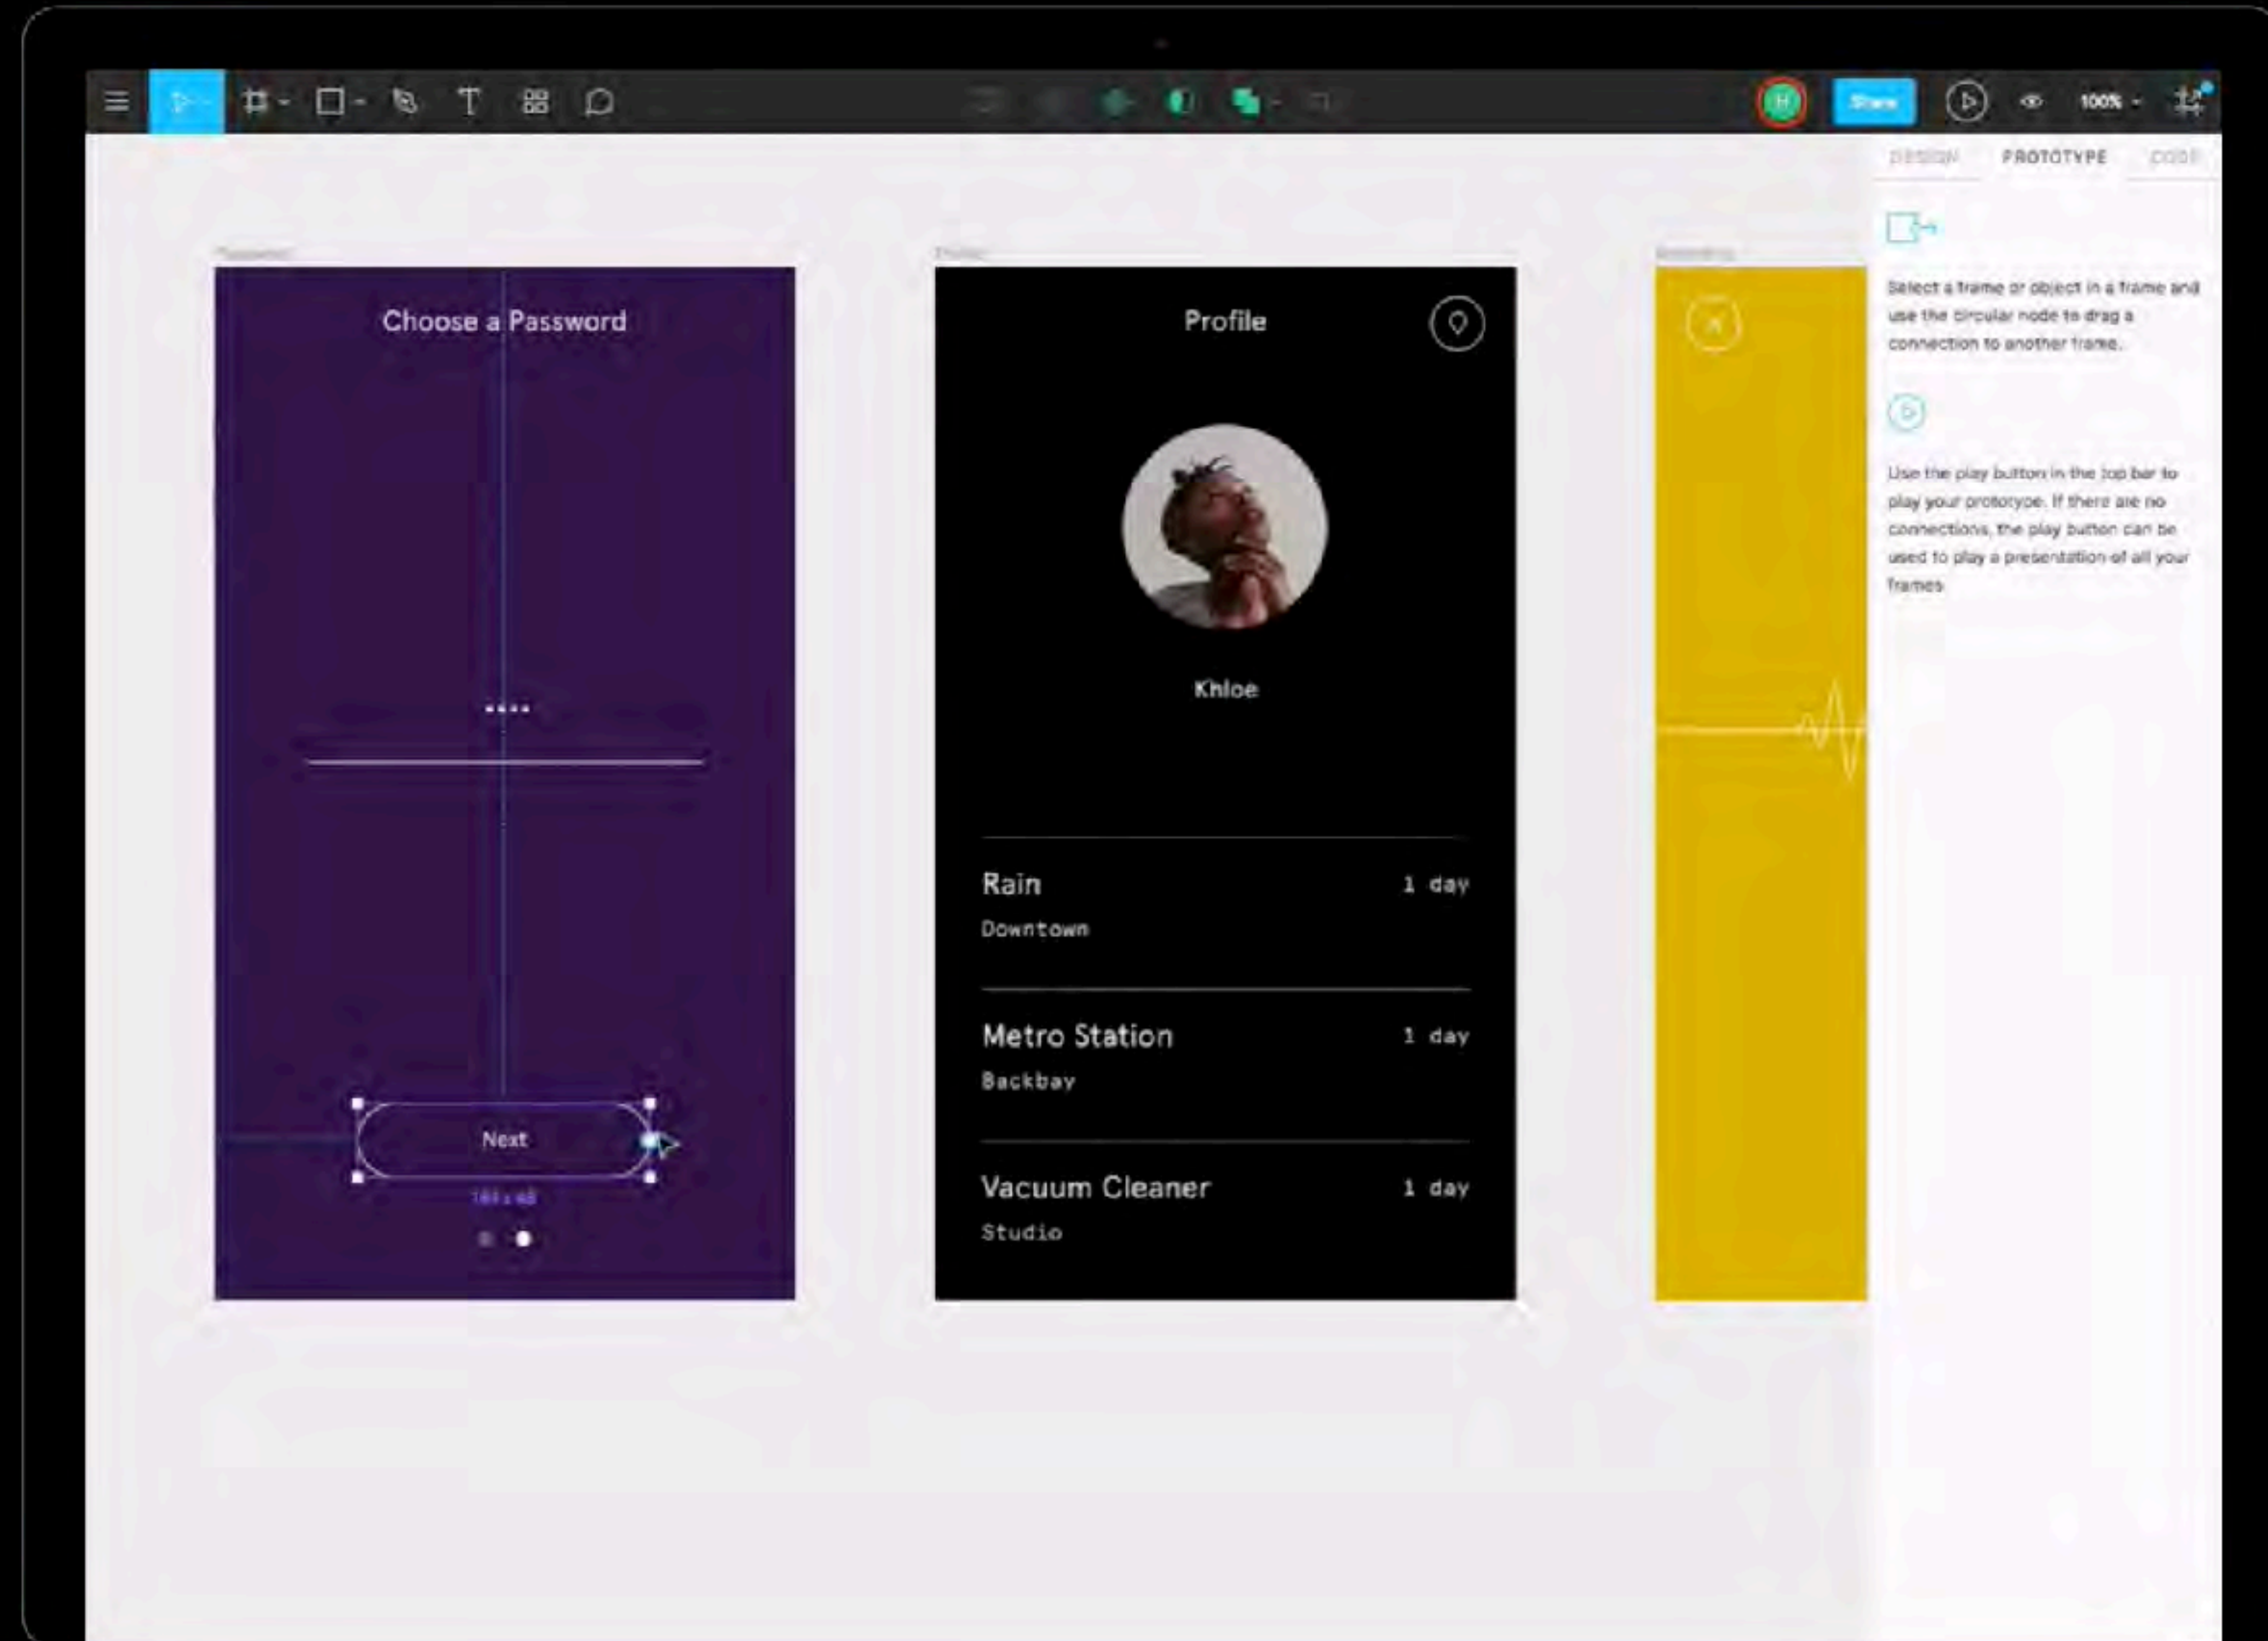 Share
100%
DESIGN PROTOTYPE CODE
Select a frame or object in a frame and
use the circular node to drag a
connection to another frame.
Use the play button in the top bar to
play your prototype. If there are no
connections, the play button can be
used to play a presentation of all your
frames
Choose a Password
Next
Profile
Khloe
Rain 1 day
Downtown
Metro Station 1 day
Backbay
Vacuum Cleaner 1 day
Studio